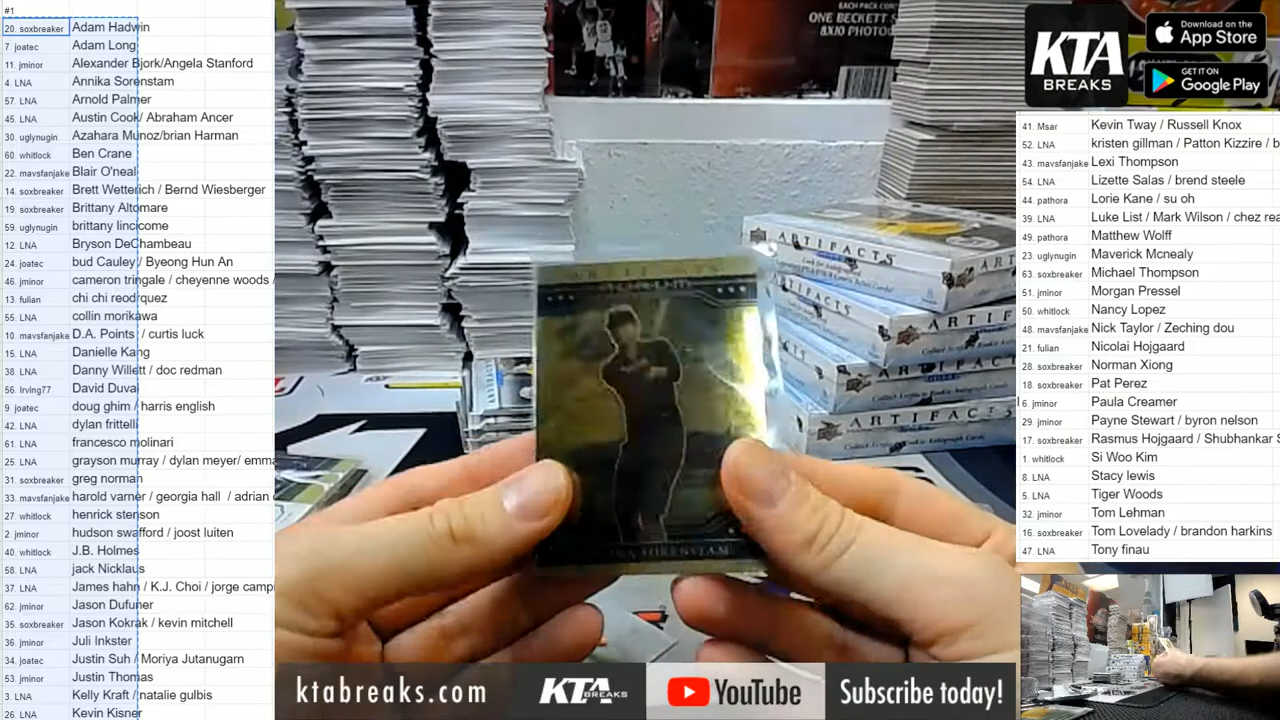 #1
20. soxbreaker Adam Hadwin
7. joatec Adam Long
11. jminor Alexander Bjork/Angela Stanford
4. LNA Annika Sorenstam
57. LNA Arnold Palmer
45. LNA Austin Cook/ Abraham Ancer
30. uglynugin Azahara Munoz/brian Harman
60. whitlock Ben Crane
22. mavsfanjake Blair O'neal
14. soxbreaker Brett Wetterich / Bernd Wiesberger
19. soxbreaker Brittany Altomare
59. uglynugin brittany lincicome
12. LNA Bryson DeChambeau
24. joatec bud Cauley / Byeong Hun An
46. jminor cameron tringale / cheyenne woods /
13. fulian chi chi reodrquez
55. LNA collin morikawa
10. mavsfanjake D.A. Points / curtis luck
15. LNA Danielle Kang
38. LNA Danny Willett / doc redman
56. Irving77 David Duval
9. joatec doug ghim / harris english
42. LNA dylan frittelli
61. LNA francesco molinari
25. LNA grayson murray / dylan meyer/ emma
31. soxbreaker greg norman
33. mavsfanjake harold varner / georgia hall / adrian
27. whitlock henrick stenson
2. jminor hudson swafford / joost luiten
40. whitlock J.B. Holmes
58. LNA jack Nicklaus
37. LNA James hahn / K.J. Choi / jorge camp
62. jminor Jason Dufuner
35. soxbreaker Jason Kokrak / kevin mitchell
36. jminor Juli Inkster
34. joatec Justin Suh / Moriya Jutanugarn
53. jminor Justin Thomas
3. LNA Kelly Kraft / natalie gulbis
26. LNA Kevin Kisner
EACH PACK CON
ONE BECKETT
8X10 PHOTOGR
ARTIFACTS
ARTIFACTS
ARTIFACTS
ARTIFACTS
KTA
BREAKS
Download on the
App Store
GET IT ON
Google Play
41. Msar Kevin Tway / Russell Knox
52. LNA kristen gillman / Patton Kizzire / b
43. mavsfanjake Lexi Thompson
54. LNA Lizette Salas / brend steele
44. pathora Lorie Kane / su oh
39. LNA Luke List / Mark Wilson / chez re
49. pathora Matthew Wolff
23. uglynugin Maverick Mcnealy
63. soxbreaker Michael Thompson
51. jminor Morgan Pressel
50. whitlock Nancy Lopez
48. mavsfanjake Nick Taylor / Zeching dou
21. fulian Nicolai Hojgaard
28. soxbreaker Norman Xiong
18. soxbreaker Pat Perez
6. jminor Paula Creamer
29. jminor Payne Stewart / byron nelson
17. soxbreaker Rasmus Hojgaard / Shubhankar S
1. whitlock Si Woo Kim
8. LNA Stacy lewis
5. LNA Tiger Woods
32. jminor Tom Lehman
16. soxbreaker Tom Lovelady / brandon harkins
47. LNA Tony finau
ktabreaks.com KTA BREAKS YouTube Subscribe today!